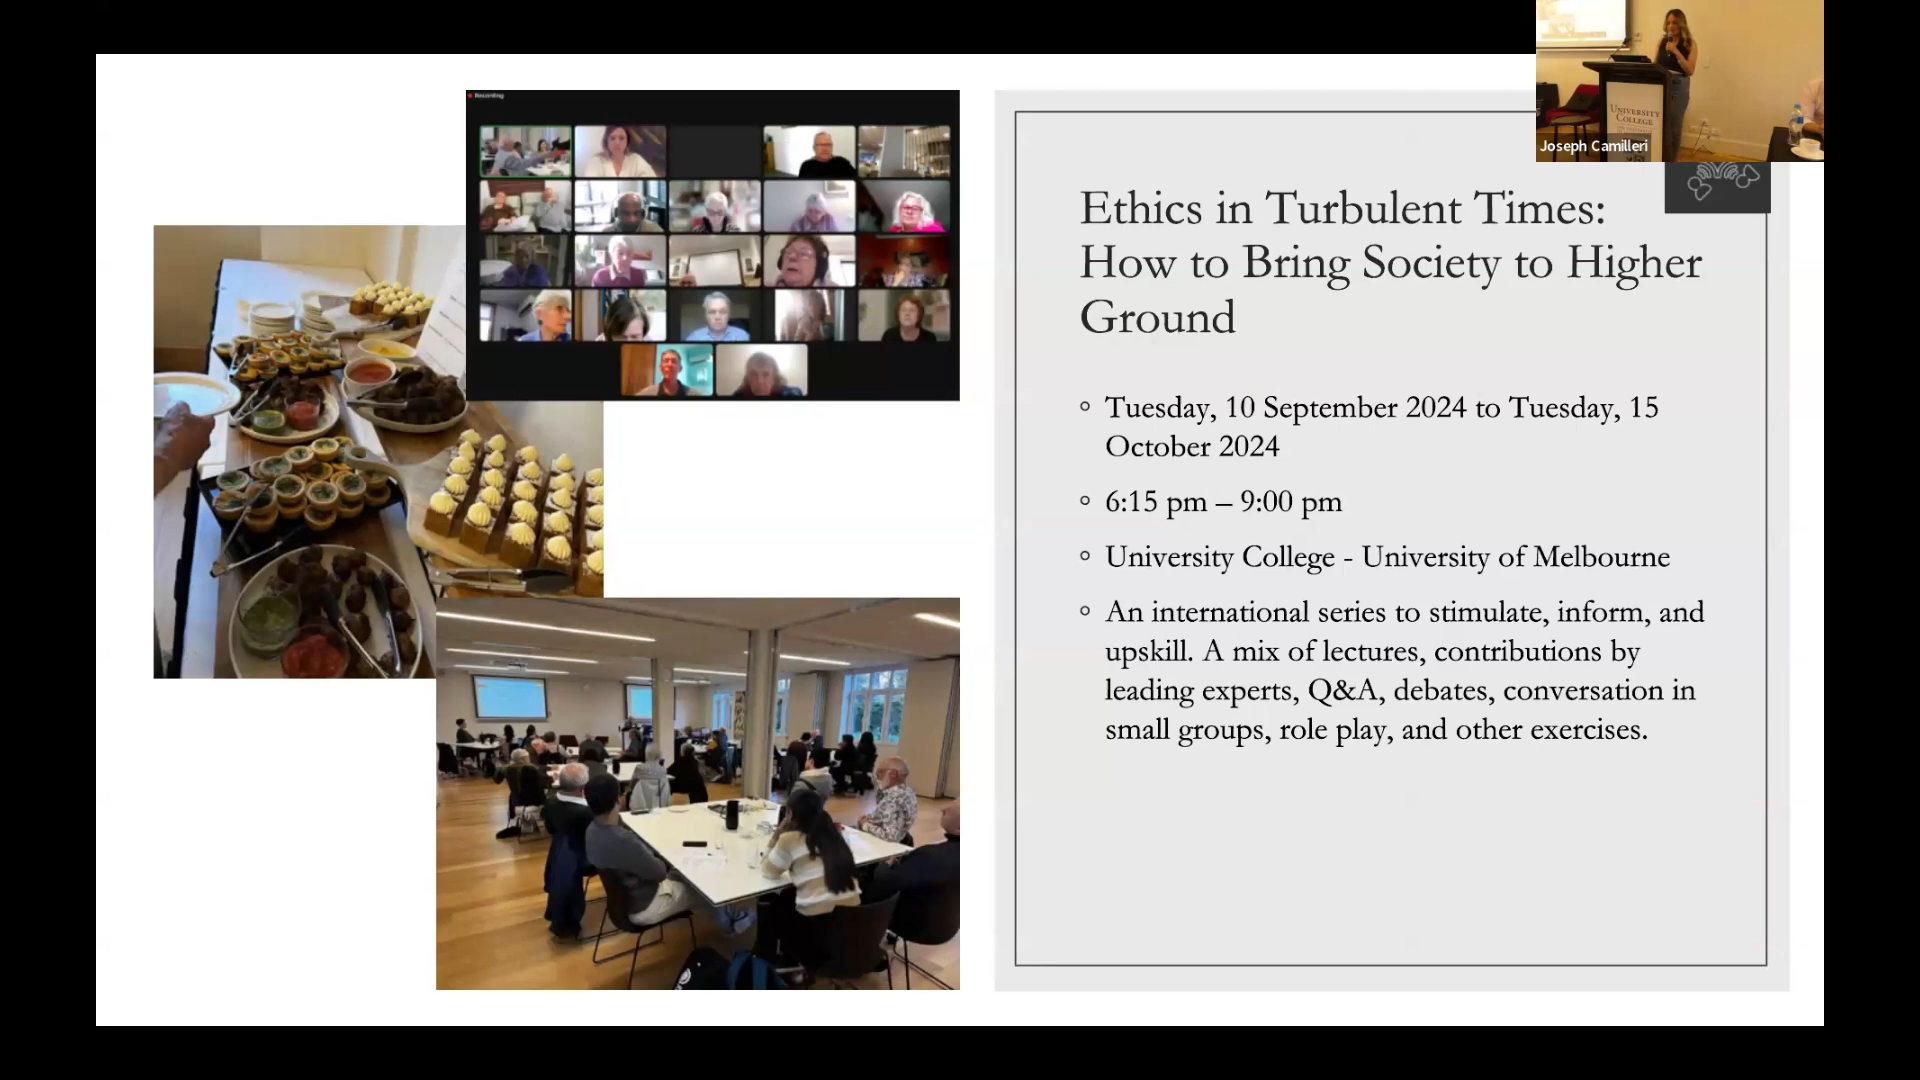 Recording
UNIVERSITY
COLLEGE
Joseph Camilleri
Ethics in Turbulent Times:
How to Bring Society to Higher
Ground
Tuesday, 10 September 2024 to Tuesday, 15
October 2024
6:15 pm – 9:00 pm
University College - University of Melbourne
An international series to stimulate, inform, and
upskill. A mix of lectures, contributions by
leading experts, Q&A, debates, conversation in
small groups, role play, and other exercises.